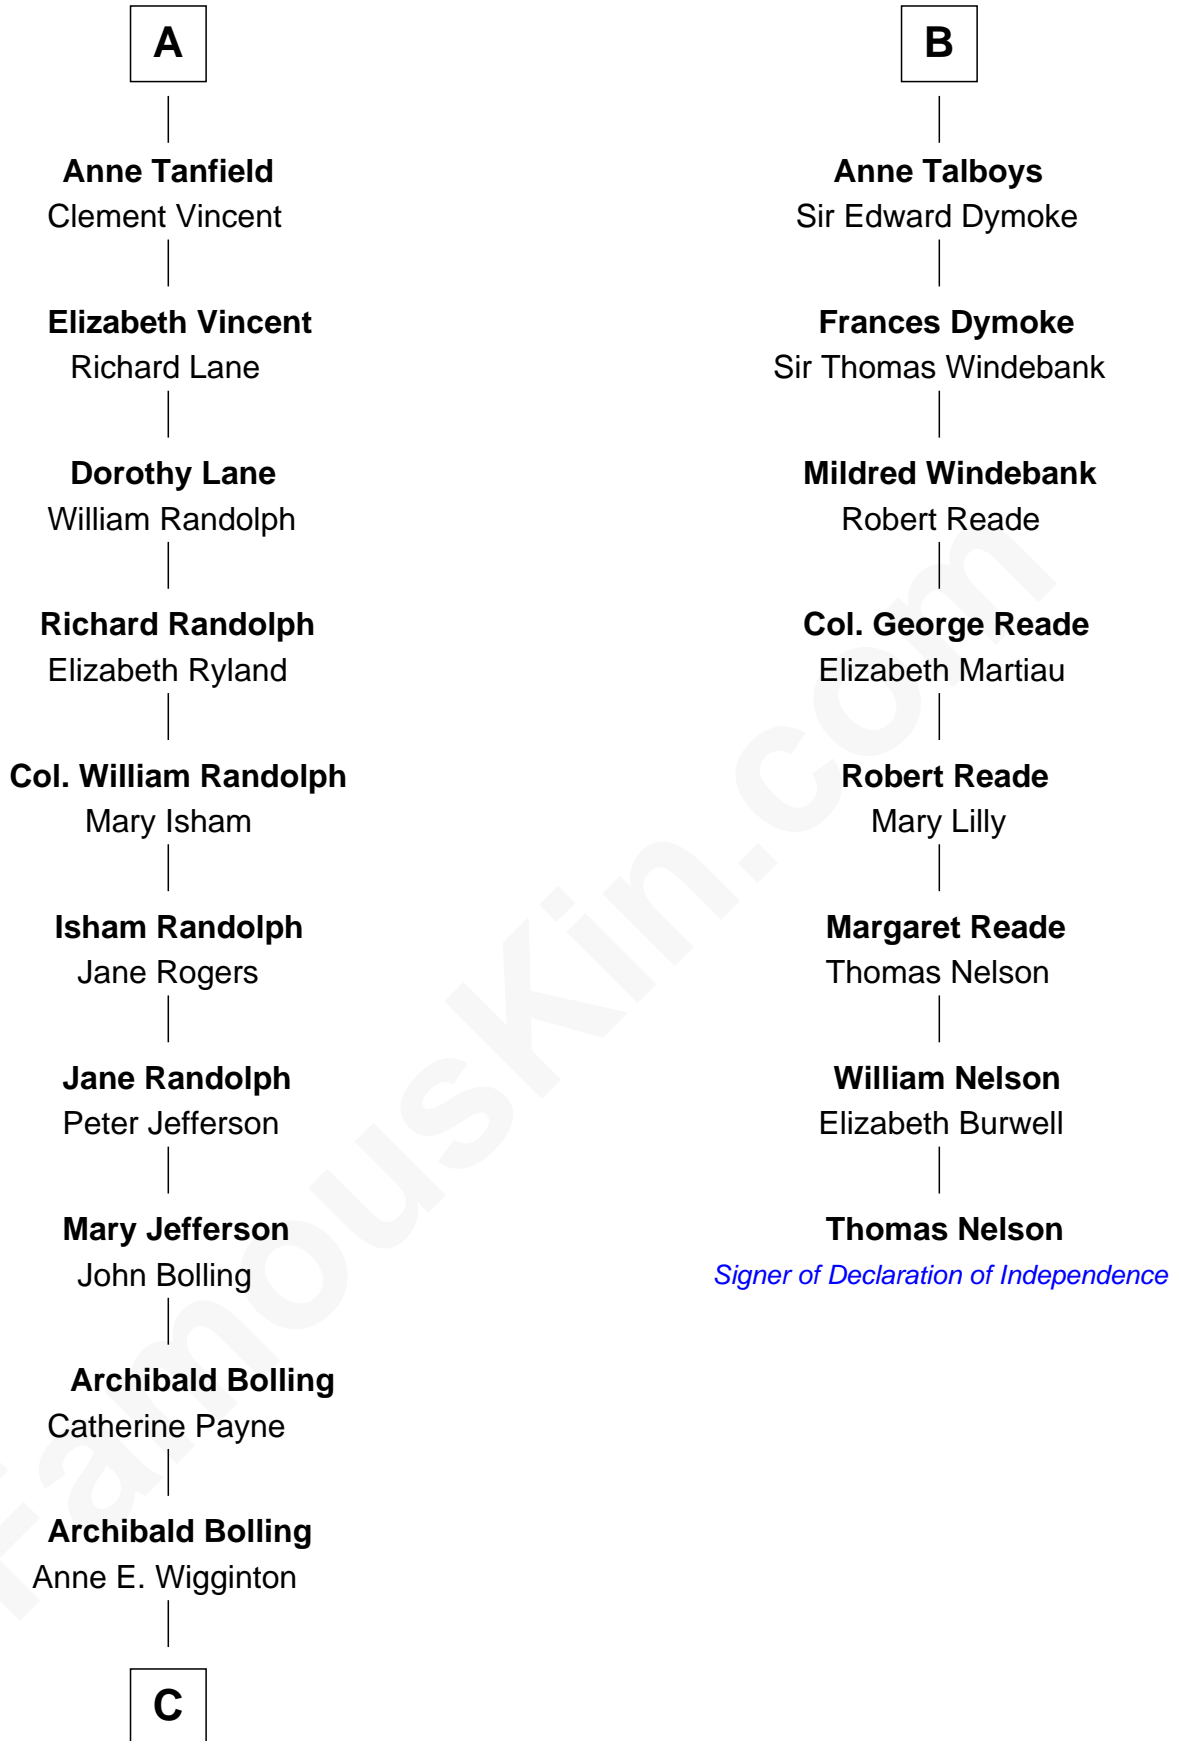 A
Anne Tanfield
Clement Vincent
Elizabeth Vincent
Richard Lane
Dorothy Lane
William Randolph
Richard Randolph
Elizabeth Ryland
Col. William Randolph
Mary Isham
Isham Randolph
Jane Rogers
Jane Randolph
Peter Jefferson
Mary Jefferson
John Bolling
Archibald Bolling
Catherine Payne
Archibald Bolling
Anne E. Wigginton
C
B
Anne Talboys
Sir Edward Dymoke
Frances Dymoke
Sir Thomas Windebank
Mildred Windebank
Robert Reade
Col. George Reade
Elizabeth Martiau
Robert Reade
Mary Lilly
Margaret Reade
Thomas Nelson
William Nelson
Elizabeth Burwell
Thomas Nelson
Signer of Declaration of Independence
FamousKin.com